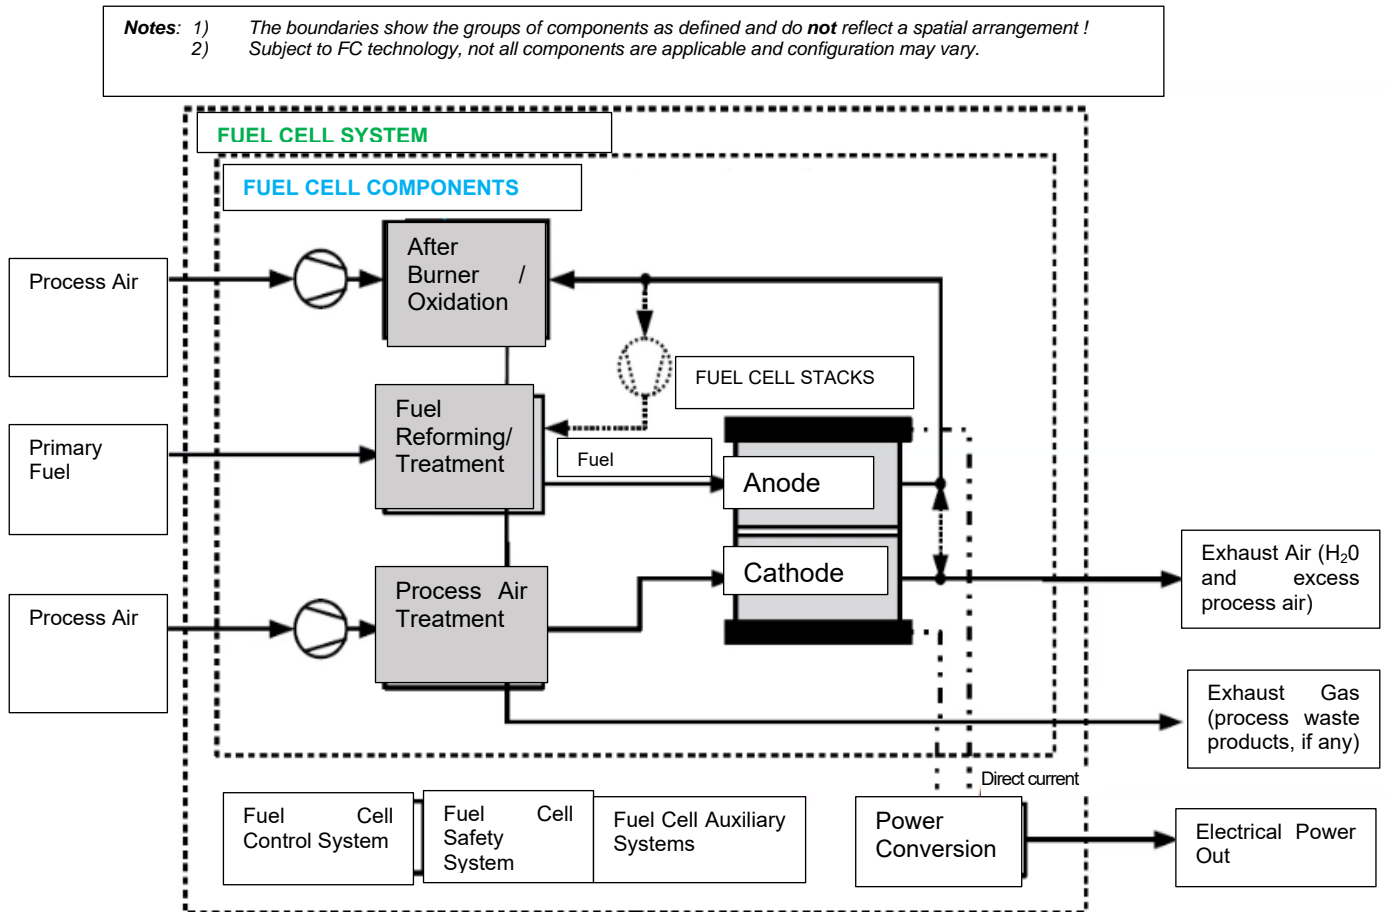 Notes: 1) The boundaries show the groups of components as defined and do not reflect a spatial arrangement !
2) Subject to FC technology, not all components are applicable and configuration may vary.
FUEL CELL SYSTEM
FUEL CELL COMPONENTS
After
Burner /
Oxidation
Process Air
FUEL CELL STACKS
Fuel
Reforming/
Treatment
Primary
Fuel
Fuel
Anode
Cathode
Exhaust Air (H₂0
and excess
process air)
Process Air
Treatment
Process Air
Exhaust Gas
(process waste
products, if any)
Direct current
Fuel Cell
Control System
Fuel Cell
Safety
System
Fuel Cell Auxiliary
Systems
Power
Conversion
Electrical Power
Out